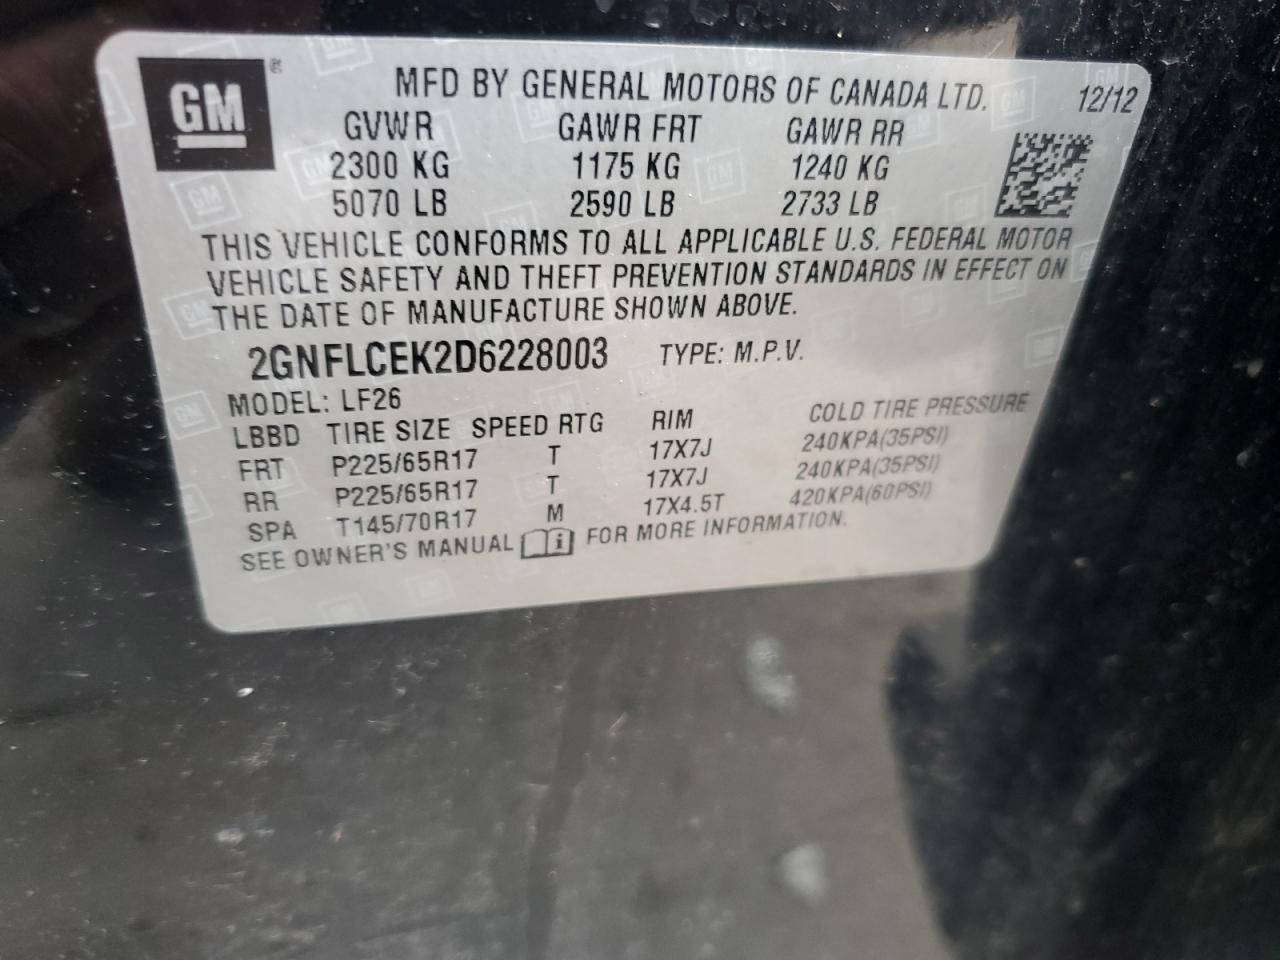 GM ® MFD BY GENERAL MOTORS OF CANADA LTD. 12/12
GVWR GAWR FRT GAWR RR
2300 KG 1175 KG 1240 KG
5070 LB 2590 LB 2733 LB
THIS VEHICLE CONFORMS TO ALL APPLICABLE U.S. FEDERAL MOTOR
VEHICLE SAFETY AND THEFT PREVENTION STANDARDS IN EFFECT ON
THE DATE OF MANUFACTURE SHOWN ABOVE.
2GNFLCEK2D6228003 TYPE: M.P.V.
MODEL: LF26
LBBD TIRE SIZE SPEED RTG RIM COLD TIRE PRESSURE
FRT P225/65R17 T 17X7J 240KPA(35PSI)
RR P225/65R17 T 17X7J 240KPA(35PSI)
SPA T145/70R17 M 17X4.5T 420KPA(60PSI)
SEE OWNER'S MANUAL FOR MORE INFORMATION.